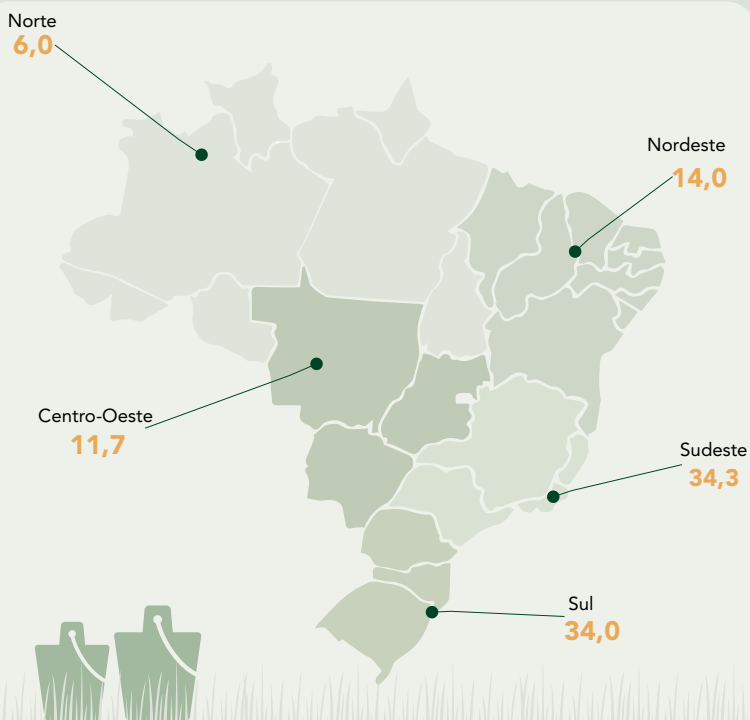 Norte
6,0
Nordeste
14,0
Centro-Oeste
11,7
Sudeste
34,3
Sul
34,0